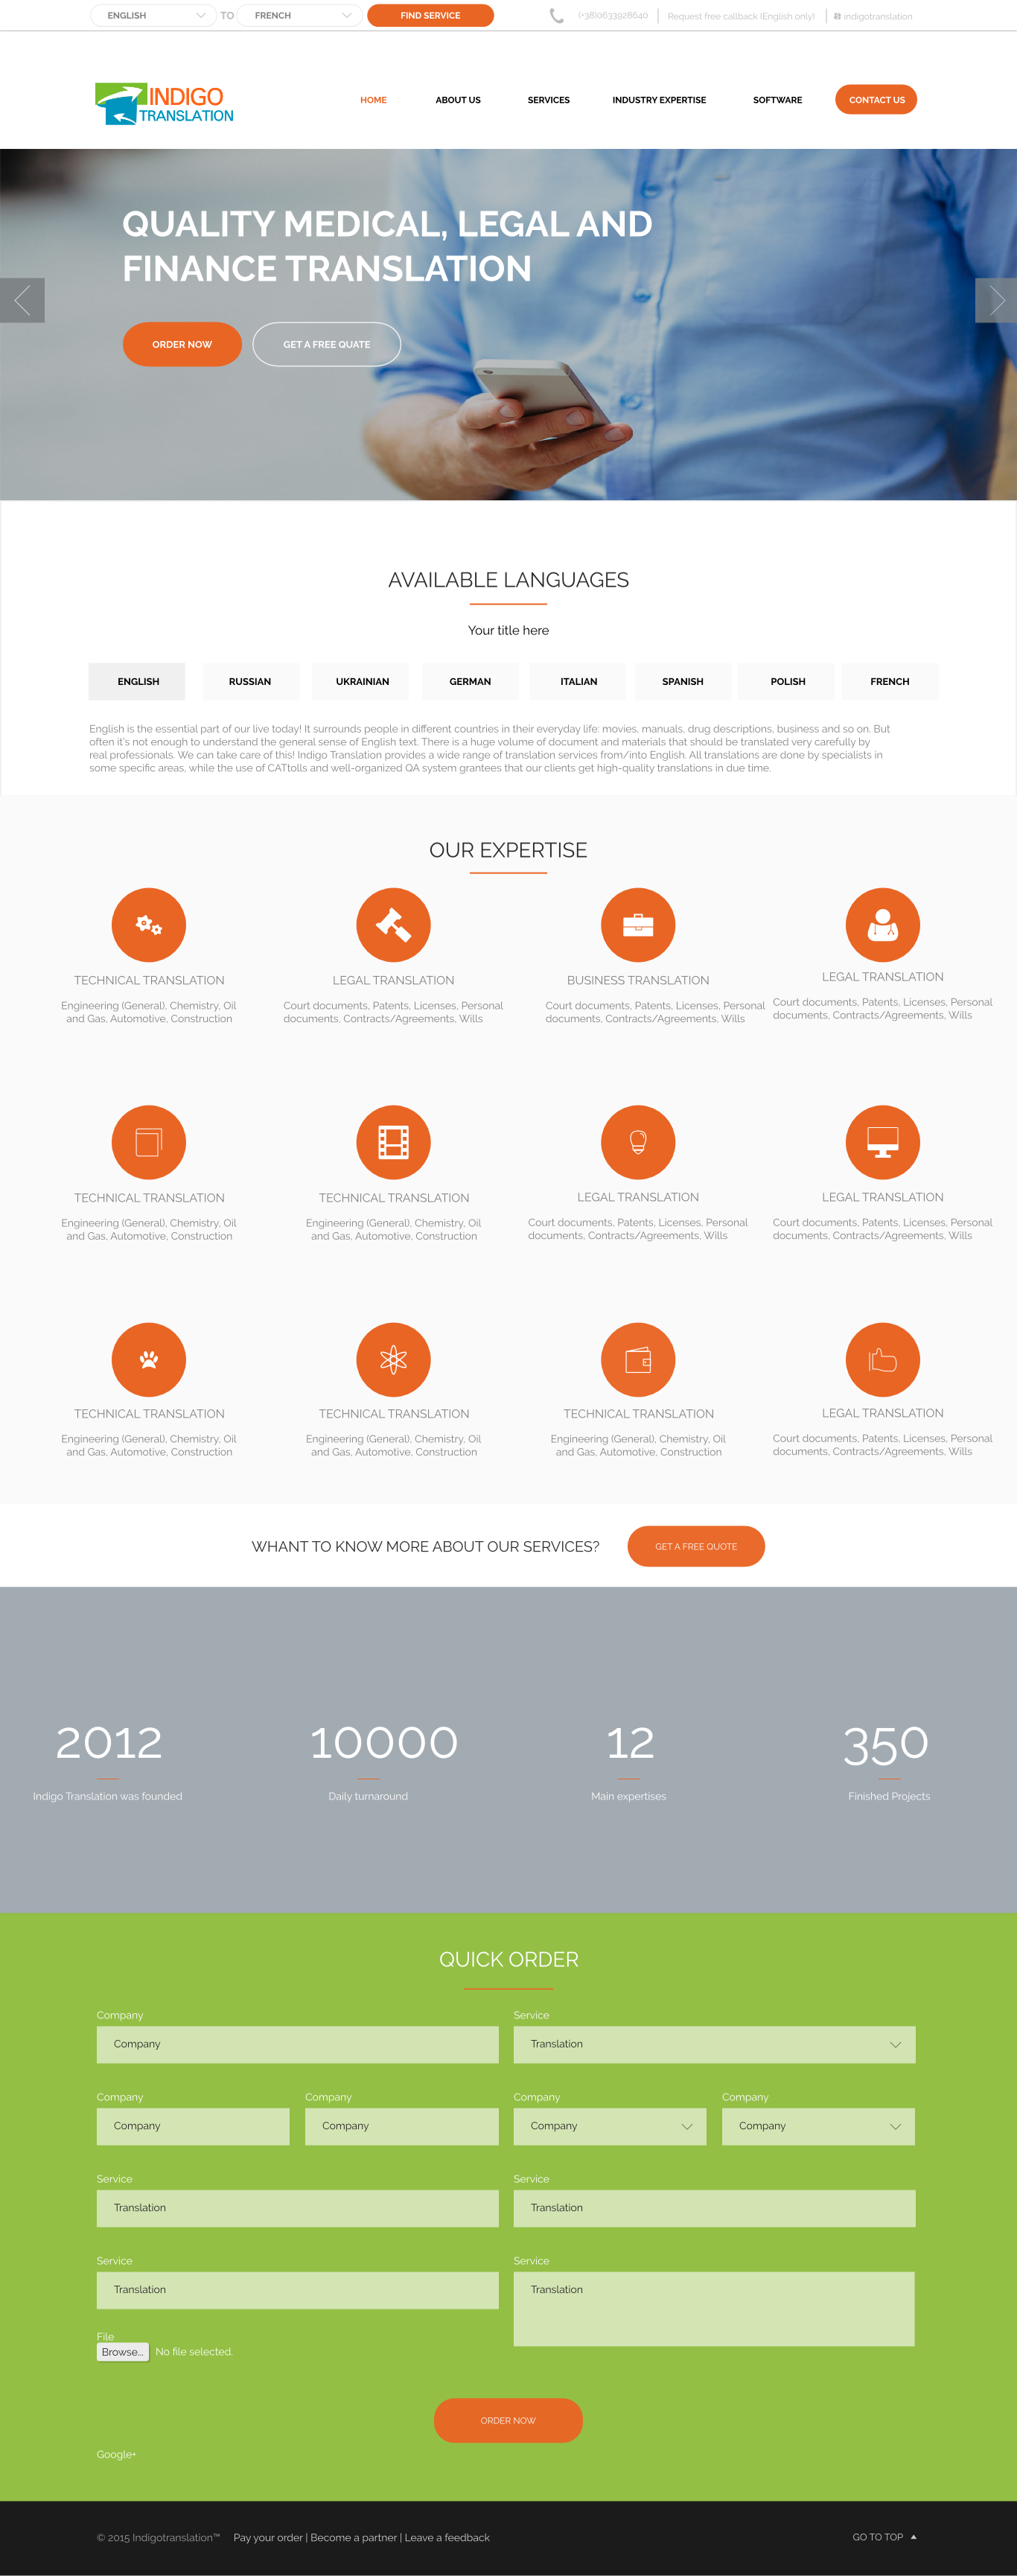 ENGLISH TO FRENCH FIND SERVICE (+38)0633928640 Request free callback (English only) indigotranslation
INDIGO
TRANSLATION
HOME ABOUT US SERVICES INDUSTRY EXPERTISE SOFTWARE CONTACT US
QUALITY MEDICAL, LEGAL AND
FINANCE TRANSLATION
ORDER NOW GET A FREE QUATE
AVAILABLE LANGUAGES
Your title here
ENGLISH RUSSIAN UKRAINIAN GERMAN ITALIAN SPANISH POLISH FRENCH
English is the essential part of our live today! It surrounds people in different countries in their everyday life: movies, manuals, drug descriptions, business and so on. But
often it's not enough to understand the general sense of English text. There is a huge volume of document and materials that should be translated very carefully by
real professionals. We can take care of this! Indigo Translation provides a wide range of translation services from/into English. All translations are done by specialists in
some specific areas, while the use of CATtolls and well-organized QA system grantees that our clients get high-quality translations in due time.
OUR EXPERTISE
TECHNICAL TRANSLATION
Engineering (General), Chemistry, Oil
and Gas, Automotive, Construction
LEGAL TRANSLATION
Court documents, Patents, Licenses, Personal
documents, Contracts/Agreements, Wills
BUSINESS TRANSLATION
Court documents, Patents, Licenses, Personal
documents, Contracts/Agreements, Wills
LEGAL TRANSLATION
Court documents, Patents, Licenses, Personal
documents, Contracts/Agreements, Wills
TECHNICAL TRANSLATION
Engineering (General), Chemistry, Oil
and Gas, Automotive, Construction
TECHNICAL TRANSLATION
Engineering (General), Chemistry, Oil
and Gas, Automotive, Construction
LEGAL TRANSLATION
Court documents, Patents, Licenses, Personal
documents, Contracts/Agreements, Wills
LEGAL TRANSLATION
Court documents, Patents, Licenses, Personal
documents, Contracts/Agreements, Wills
TECHNICAL TRANSLATION
Engineering (General), Chemistry, Oil
and Gas, Automotive, Construction
TECHNICAL TRANSLATION
Engineering (General), Chemistry, Oil
and Gas, Automotive, Construction
TECHNICAL TRANSLATION
Engineering (General), Chemistry, Oil
and Gas, Automotive, Construction
LEGAL TRANSLATION
Court documents, Patents, Licenses, Personal
documents, Contracts/Agreements, Wills
WHANT TO KNOW MORE ABOUT OUR SERVICES? GET A FREE QUOTE
2012 10000 12 350
Indigo Translation was founded Daily turnaround Main expertises Finished Projects
QUICK ORDER
Company Service
Company Translation
Company Company Company Company
Company Company Company Company
Service Service
Translation Translation
Service Service
Translation Translation
File
Browse... No file selected.
ORDER NOW
Google+
© 2015 Indigotranslation™ Pay your order | Become a partner | Leave a feedback GO TO TOP